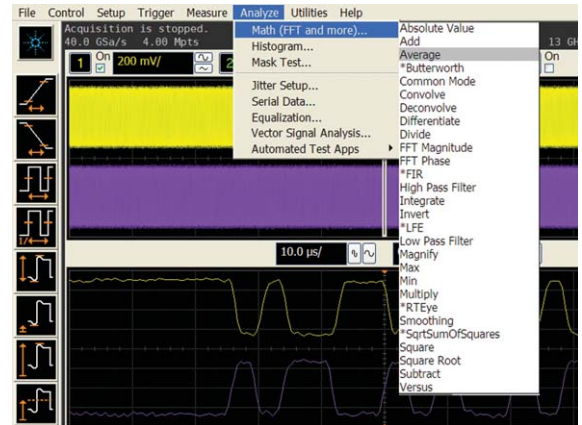 File Control Setup Trigger Measure Analyze Utilities Help
Acquisition is stopped.
40.0 GSa/s 4.00 Mpts
13 GH
1 On 200 mV/
2
On
Math (FFT and more)...
Histogram...
Mask Test...
Jitter Setup...
Serial Data...
Equalization...
Vector Signal Analysis...
Automated Test Apps
Absolute Value
Add
Average
*Butterworth
Common Mode
Convolve
Deconvolve
Differentiate
Divide
FFT Magnitude
FFT Phase
*FIR
High Pass Filter
Integrate
Invert
*LFE
Low Pass Filter
Magnify
Max
Min
Multiply
*RTEye
Smoothing
*SqrtSumOfSquares
Square
Square Root
Subtract
Versus
1/
10.0 µs/